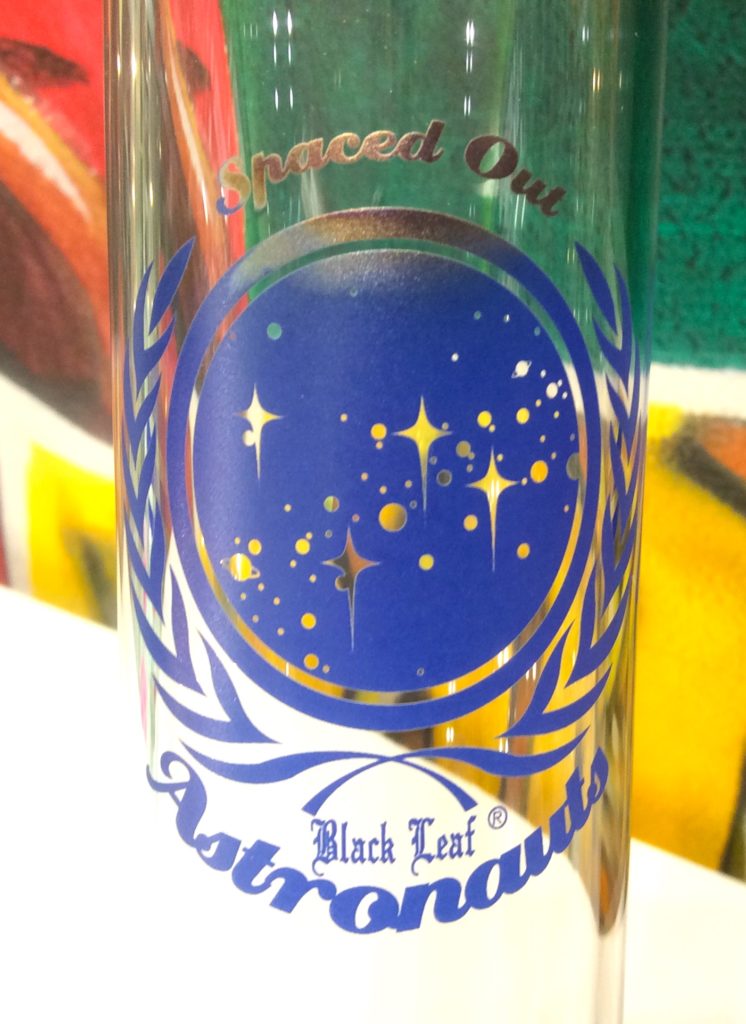 Spaced Out
Black Leaf ®
Astronauts